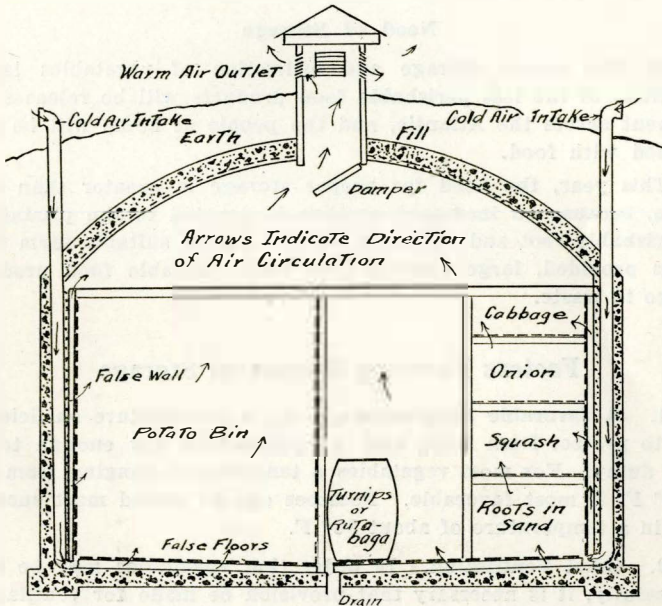 Warm Air Outlet
Cold Air Intake
Cold Air Intake
Earth Fill
Damper
Arrows Indicate Direction
of Air Circulation
Cabbage
False Wall
Onion
Potato Bin
Squash
Turnips
or
Ruta
baga
Roots in
Sand
False Floors
Drain